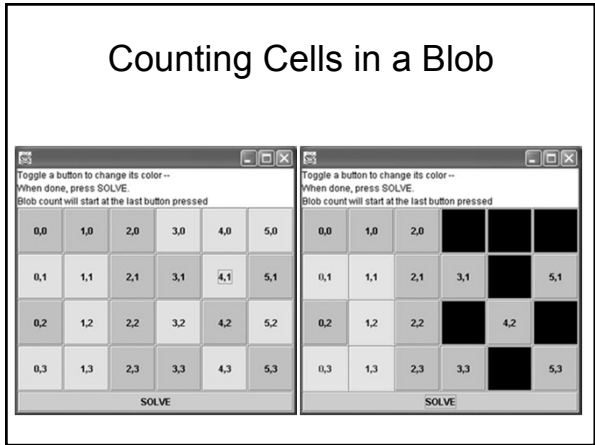 Counting Cells in a Blob
Toggle a button to change its color --
When done, press SOLVE.
Blob count will start at the last button pressed
0,0 1,0 2,0 3,0 4,0 5,0
0,1 1,1 2,1 3,1 4,1 5,1
0,2 1,2 2,2 3,2 4,2 5,2
0,3 1,3 2,3 3,3 4,3 5,3
SOLVE
Toggle a button to change its color --
When done, press SOLVE.
Blob count will start at the last button pressed
0,0 1,0 2,0
0,1 1,1 2,1 3,1 5,1
0,2 1,2 2,2 4,2
0,3 1,3 2,3 3,3 5,3
SOLVE